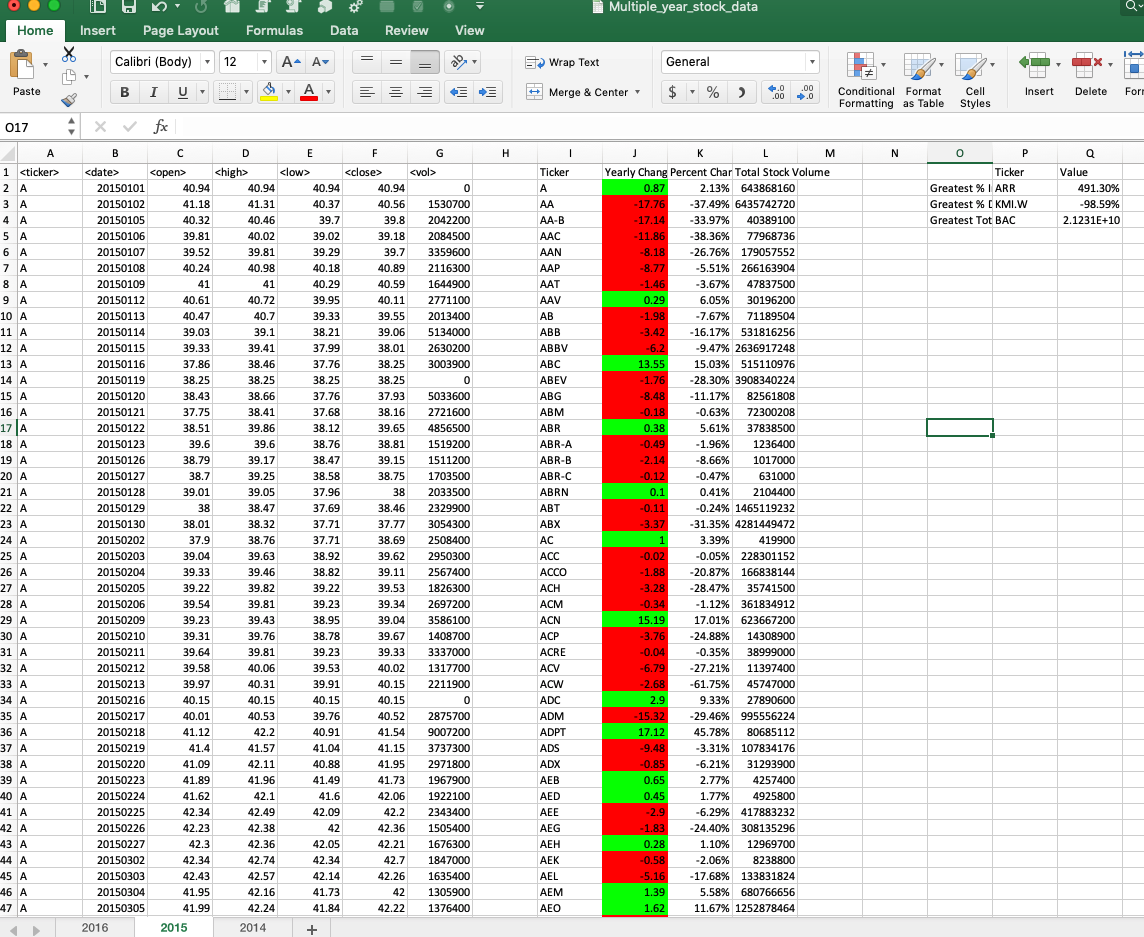 Multiple_year_stock_data
Home Insert Page Layout Formulas Data Review View
Paste
Calibri (Body) 12
B I U A
Wrap Text
Merge & Center
General
$ % )
Conditional Formatting
Format as Table
Cell Styles
Insert
Delete
For
O17 fx
A B C D E F G H I J K L M N O P Q
1 <ticker> <date> <open> <high> <low> <close> <vol> Ticker Yearly Chang Percent Char Total Stock Volume Ticker Value
2 A 20150101 40.94 40.94 40.94 40.94 0 A 0.87 2.13% 643868160 Greatest % I ARR 491.30%
3 A 20150102 41.18 41.31 40.37 40.56 1530700 AA -17.76 -37.49% 6435742720 Greatest % D KMI.W -98.59%
4 A 20150105 40.32 40.46 39.7 39.8 2042200 AA-B -17.14 -33.97% 40389100 Greatest Tot BAC 2.1231E+10
5 A 20150106 39.81 40.02 39.02 39.18 2084500 AAC -11.86 -38.36% 77968736
6 A 20150107 39.52 39.81 39.29 39.7 3359600 AAN -8.18 -26.76% 179057552
7 A 20150108 40.24 40.98 40.18 40.89 2116300 AAP -8.77 -5.51% 266163904
8 A 20150109 41 41 40.29 40.59 1644900 AAT -1.46 -3.67% 47837500
9 A 20150112 40.61 40.72 39.95 40.11 2771100 AAV 0.29 6.05% 30196200
10 A 20150113 40.47 40.7 39.33 39.55 2013400 AB -1.98 -7.67% 71189504
11 A 20150114 39.03 39.1 38.21 39.06 5134000 ABB -3.42 -16.17% 531816256
12 A 20150115 39.33 39.41 37.99 38.01 2630200 ABBV -6.2 -9.47% 2636917248
13 A 20150116 37.86 38.46 37.76 38.25 3003900 ABC 13.55 15.03% 515110976
14 A 20150119 38.25 38.25 38.25 38.25 0 ABEV -1.76 -28.30% 3908340224
15 A 20150120 38.43 38.66 37.76 37.93 5033600 ABG -8.48 -11.17% 82561808
16 A 20150121 37.75 38.41 37.68 38.16 2721600 ABM -0.18 -0.63% 72300208
17 A 20150122 38.51 39.86 38.12 39.65 4856500 ABR 0.38 5.61% 37838500
18 A 20150123 39.6 39.6 38.76 38.81 1519200 ABR-A -0.49 -1.96% 1236400
19 A 20150126 38.79 39.17 38.47 39.15 1511200 ABR-B -2.14 -8.66% 1017000
20 A 20150127 38.7 39.25 38.58 38.75 1703500 ABR-C -0.12 -0.47% 631000
21 A 20150128 39.01 39.05 37.96 38 2033500 ABRN 0.1 0.41% 2104400
22 A 20150129 38 38.47 37.69 38.46 2329900 ABT -0.11 -0.24% 1465119232
23 A 20150130 38.01 38.32 37.71 37.77 3054300 ABX -3.37 -31.35% 4281449472
24 A 20150202 37.9 38.76 37.71 38.69 2508400 AC 1 3.39% 419900
25 A 20150203 39.04 39.63 38.92 39.62 2950300 ACC -0.02 -0.05% 228301152
26 A 20150204 39.33 39.46 38.82 39.11 2567400 ACCO -1.88 -20.87% 166838144
27 A 20150205 39.22 39.82 39.22 39.53 1826300 ACH -3.28 -28.47% 35741500
28 A 20150206 39.54 39.81 39.23 39.34 2697200 ACM -0.34 -1.12% 361834912
29 A 20150209 39.23 39.43 38.95 39.04 3586100 ACN 15.19 17.01% 623667200
30 A 20150210 39.31 39.76 38.78 39.67 1408700 ACP -3.76 -24.88% 14308900
31 A 20150211 39.64 39.81 39.23 39.33 3337000 ACRE -0.04 -0.35% 38999000
32 A 20150212 39.58 40.06 39.53 40.02 1317700 ACV -6.79 -27.21% 11397400
33 A 20150213 39.97 40.31 39.91 40.15 2211900 ACW -2.68 -61.75% 45747000
34 A 20150216 40.15 40.15 40.15 40.15 0 ADC 2.9 9.33% 27890600
35 A 20150217 40.01 40.53 39.76 40.52 2875700 ADM -15.32 -29.46% 995556224
36 A 20150218 41.12 42.2 40.91 41.54 9007200 ADPT 17.12 45.78% 80685112
37 A 20150219 41.4 41.57 41.04 41.15 3737300 ADS -9.48 -3.31% 107834176
38 A 20150220 41.09 42.11 40.88 41.95 2971800 ADX -0.85 -6.21% 31293900
39 A 20150223 41.89 41.96 41.49 41.73 1967900 AEB 0.65 2.77% 4257400
40 A 20150224 41.62 42.1 41.6 42.06 1922100 AED 0.45 1.77% 4925800
41 A 20150225 42.34 42.49 42.09 42.2 2343400 AEE -2.9 -6.29% 417883232
42 A 20150226 42.23 42.38 42 42.36 1505400 AEG -1.83 -24.40% 308135296
43 A 20150227 42.3 42.36 42.05 42.21 1676300 AEH 0.28 1.10% 12969700
44 A 20150302 42.34 42.74 42.34 42.7 1847000 AEK -0.58 -2.06% 8238800
45 A 20150303 42.43 42.57 42.14 42.26 1635400 AEL -5.16 -17.68% 133831824
46 A 20150304 41.95 42.16 41.73 42 1305900 AEM 1.39 5.58% 680766656
47 A 20150305 41.99 42.24 41.84 42.22 1376400 AEO 1.62 11.67% 1252878464
2016 2015 2014 +